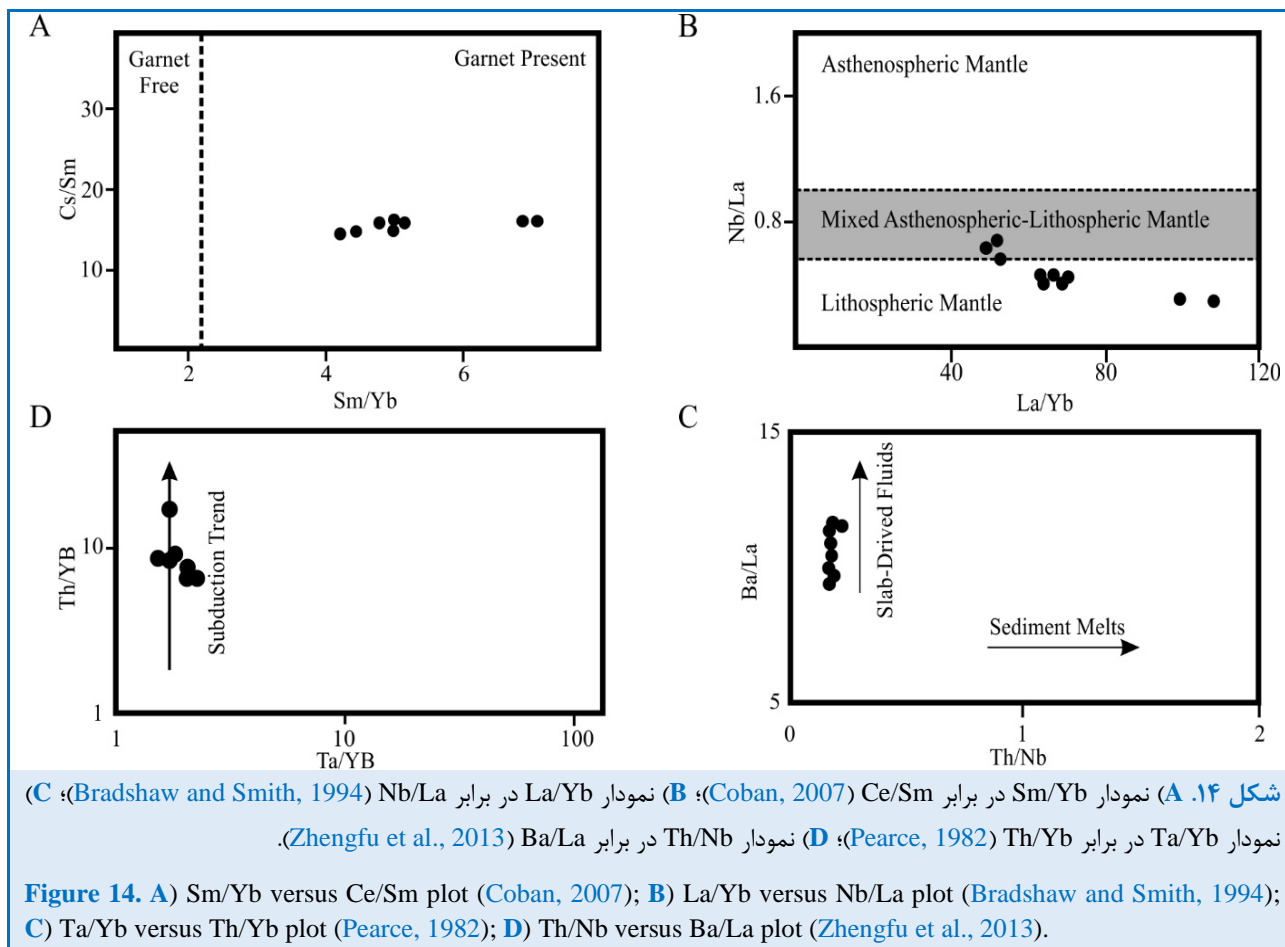 A
Garnet
Free
Garnet Present
30
20
10
Cs/Sm
2
4
6
Sm/Yb
B
Asthenospheric Mantle
1.6
Mixed Asthenospheric-Lithospheric Mantle
0.8
Nb/La
Lithospheric Mantle
40
80
120
La/Yb
D
Subduction Trend
10
Th/YB
1
1
10
100
Ta/YB
C
15
Slab-Drived Fluids
Ba/La
Sediment Melts
5
0
1
2
Th/Nb
شکل ۱۴. A) نمودار Sm/Yb در برابر Ce/Sm (Coban, 2007)؛ B) نمودار La/Yb در برابر Nb/La (Bradshaw and Smith, 1994)؛ C)
نمودار Ta/Yb در برابر Th/Yb (Pearce, 1982)؛ D) نمودار Th/Nb در برابر Ba/La (Zhengfu et al., 2013).
Figure 14. A) Sm/Yb versus Ce/Sm plot (Coban, 2007); B) La/Yb versus Nb/La plot (Bradshaw and Smith, 1994);
C) Ta/Yb versus Th/Yb plot (Pearce, 1982); D) Th/Nb versus Ba/La plot (Zhengfu et al., 2013).